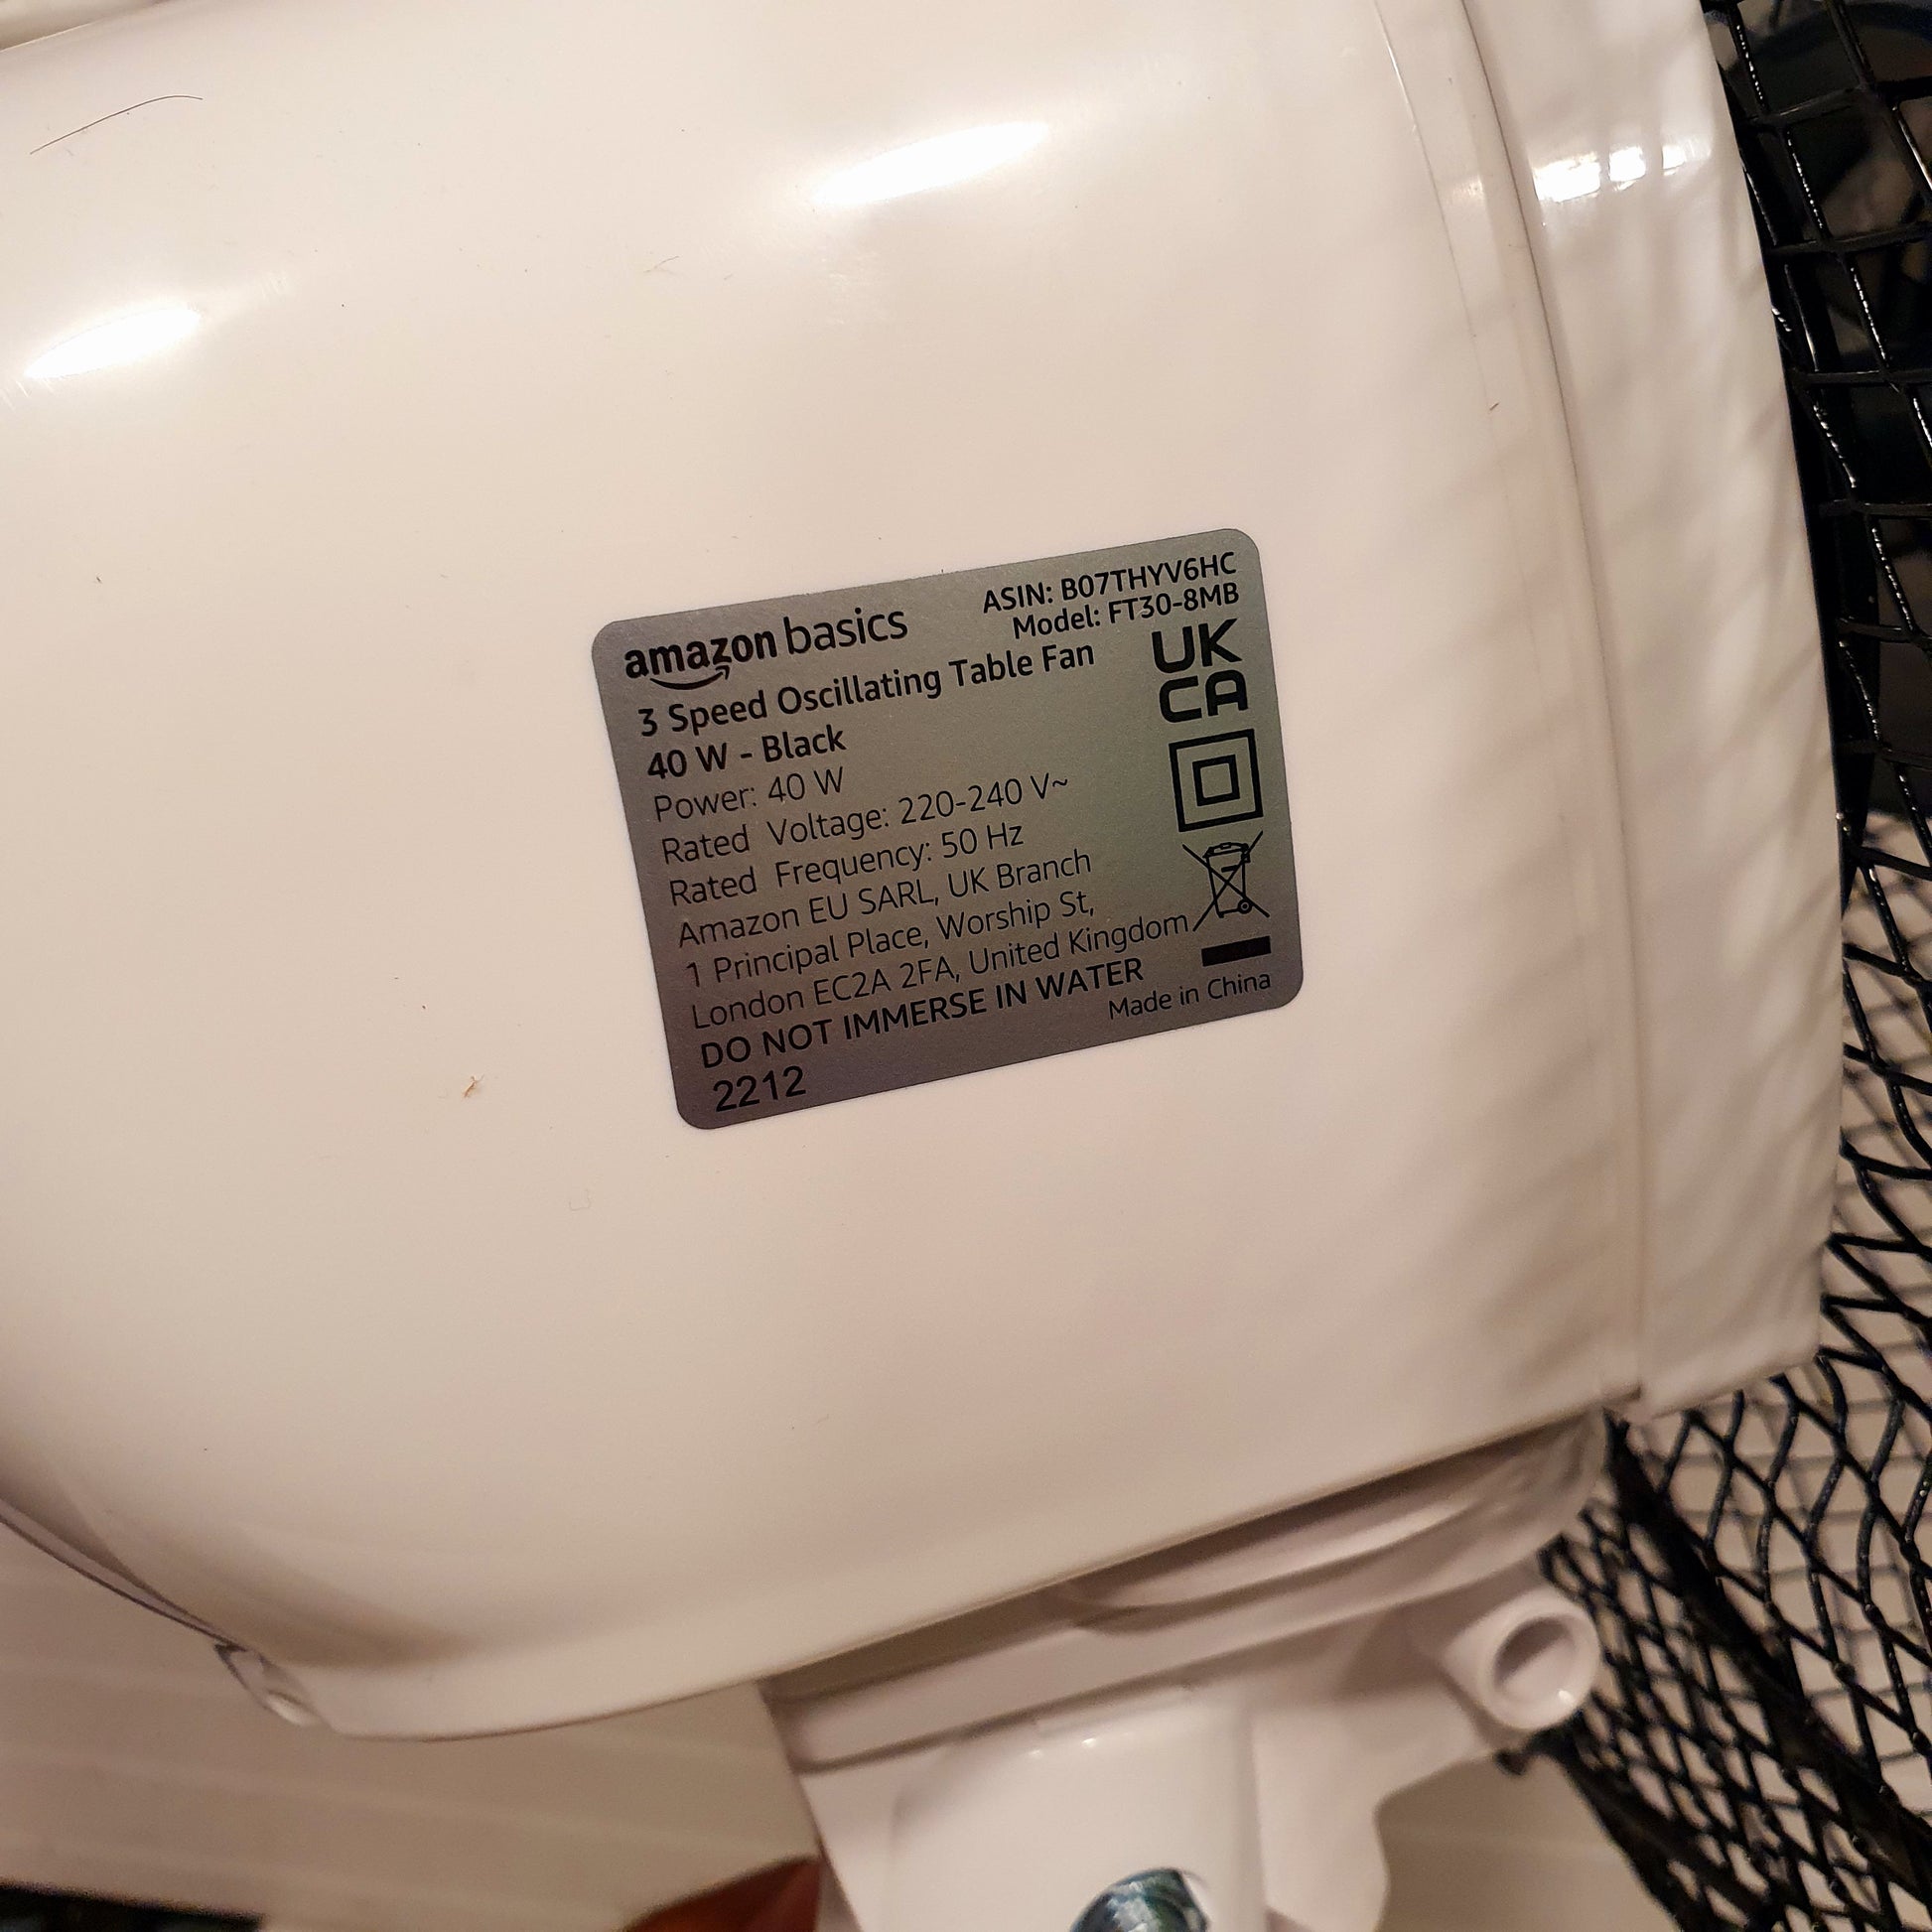 amazon basics
ASIN: B07THYV6HC
Model: FT30-8MB
3 Speed Oscillating Table Fan
40 W - Black
Power: 40 W
Rated Voltage: 220-240 V~
Rated Frequency: 50 Hz
Amazon EU SARL, UK Branch
1 Principal Place, Worship St,
London EC2A 2FA, United Kingdom
DO NOT IMMERSE IN WATER
2212
UK
CA
Made in China